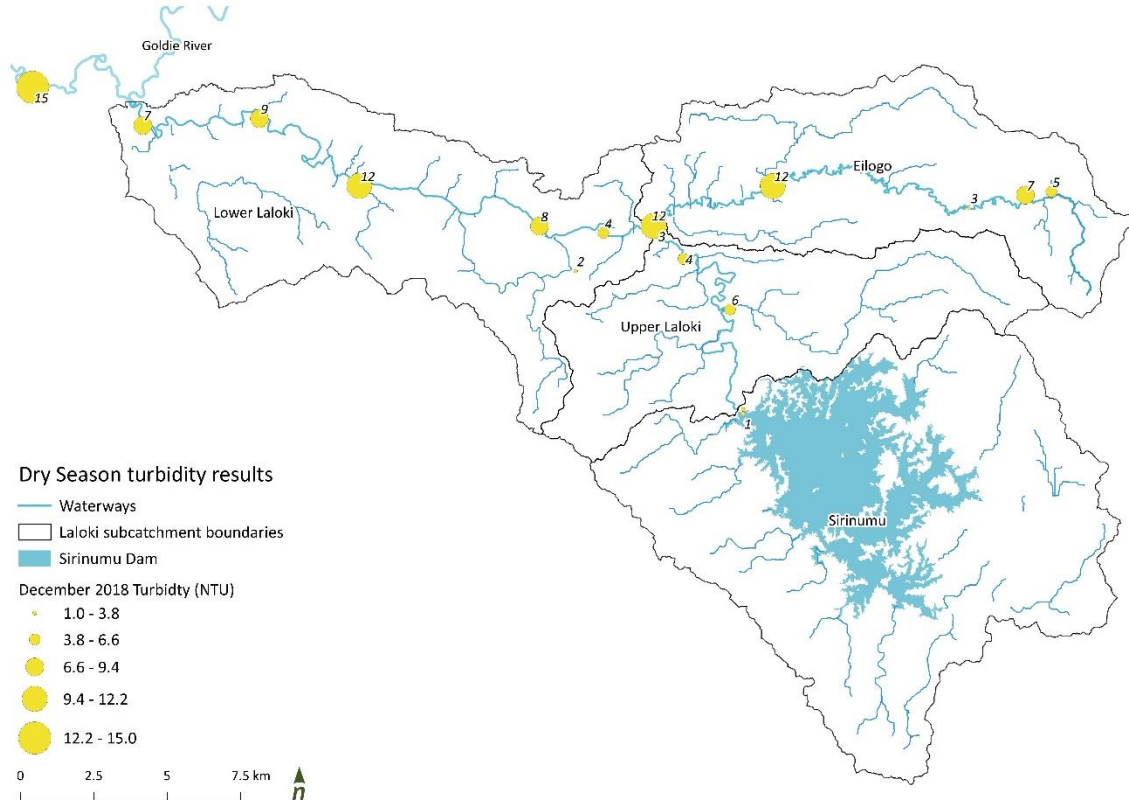 Goldie River
15
7
9
12
Lower Laloki
8
4
2
12
3
12
Eilogo
3
7
5
4
6
Upper Laloki
1
Sirinumu
Dry Season turbidity results
Waterways
Laloki subcatchment boundaries
Sirinumu Dam
December 2018 Turbidty (NTU)
1.0 - 3.8
3.8 - 6.6
6.6 - 9.4
9.4 - 12.2
12.2 - 15.0
0 2.5 5 7.5 km
n